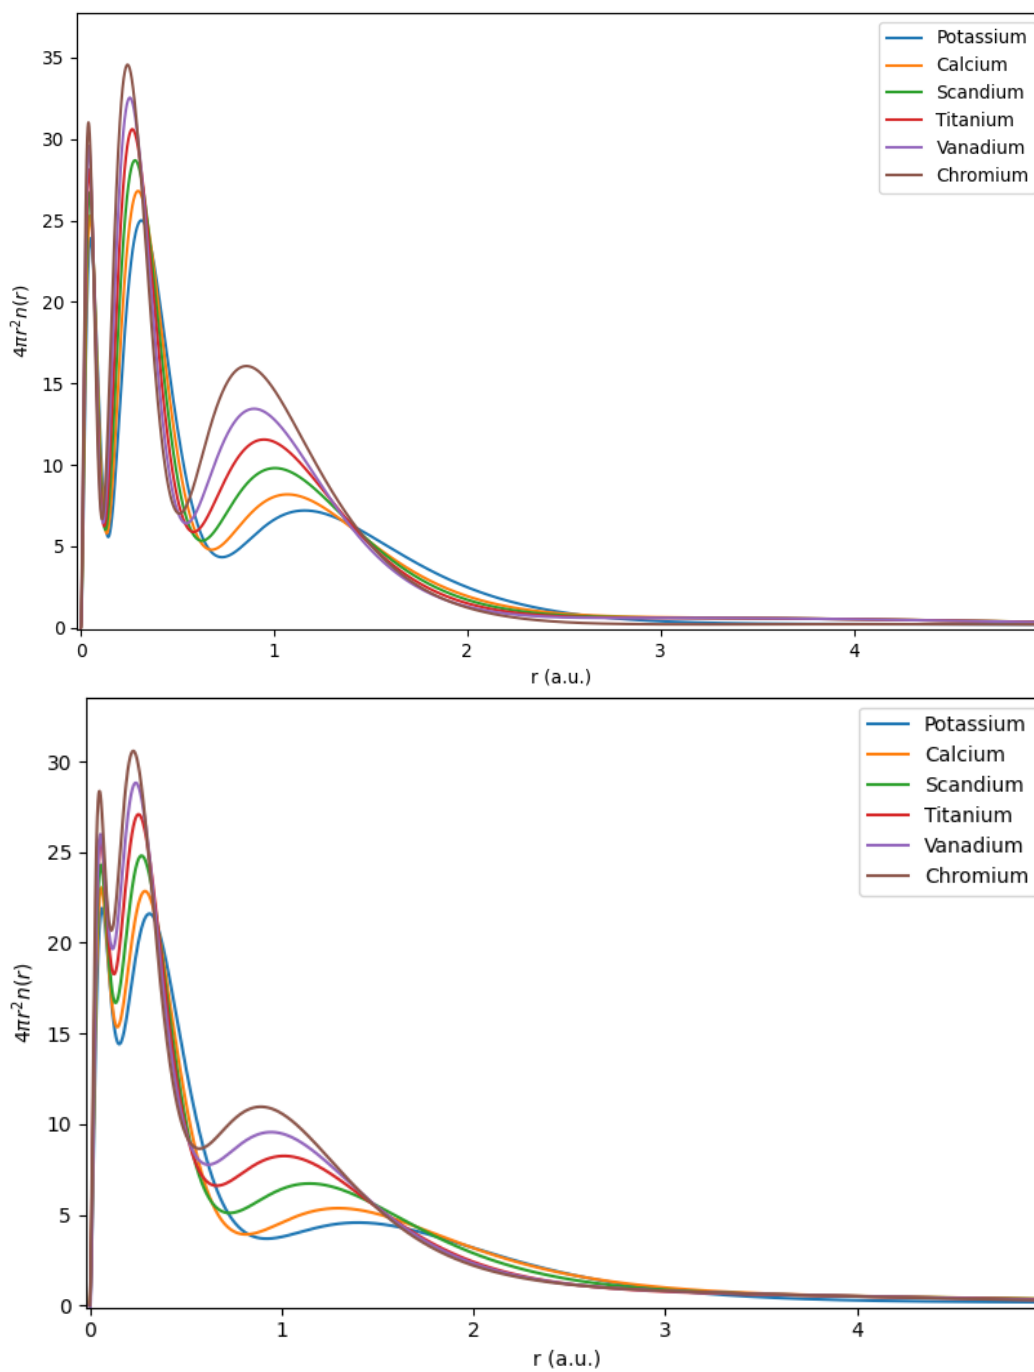 35
30
25
20
15
10
5
0
4πr²n(r)
Potassium
Calcium
Scandium
Titanium
Vanadium
Chromium
0 1 2 3 4
r (a.u.)
30
25
20
15
10
5
0
4πr²n(r)
Potassium
Calcium
Scandium
Titanium
Vanadium
Chromium
0 1 2 3 4
r (a.u.)